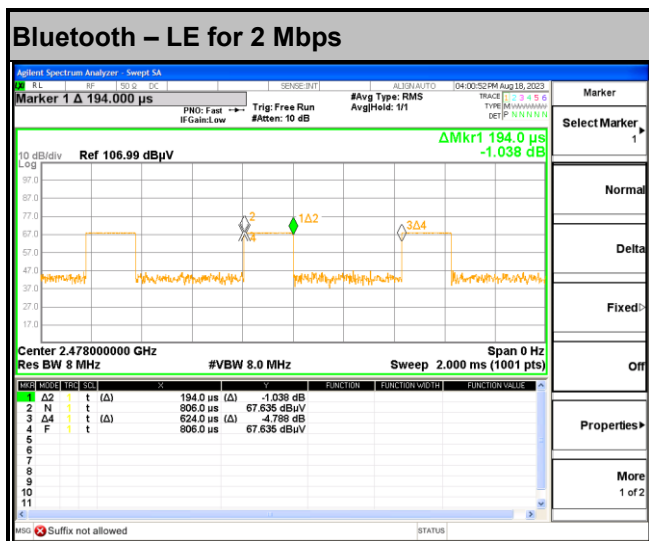 Bluetooth – LE for 2 Mbps
Agilent Spectrum Analyzer - Swept SA
RL RF 50 Ω DC SENSE:INT ALIGNAUTO 04:00:52PM Aug 18, 2023
Marker 1 Δ 194.000 µs
PNO: Fast Trig: Free Run #Avg Type: RMS TRACE 1 2 3 4 5 6
IFGain:Low #Atten: 10 dB Avg|Hold: 1/1 TYPE M
DET P N N N N N
ΔMkr1 194.0 µs
-1.038 dB
10 dB/div Ref 106.99 dBµV
Log
97.0
87.0
77.0
67.0
57.0
47.0
37.0
27.0
17.0
2
1Δ2
3Δ4
4
Center 2.478000000 GHz Span 0 Hz
Res BW 8 MHz #VBW 8.0 MHz Sweep 2.000 ms (1001 pts)
MKR MODE TRC SCL X Y FUNCTION FUNCTION WIDTH FUNCTION VALUE
1 Δ2 1 t (Δ) 194.0 µs (Δ) -1.038 dB
2 N 1 t 806.0 µs 67.635 dBµV
3 Δ4 1 t (Δ) 624.0 µs (Δ) -4.788 dB
4 F 1 t 806.0 µs 67.635 dBµV
5
6
7
8
9
10
11
MSG Suffix not allowed STATUS
Marker
Select Marker
1
Normal
Delta
Fixed
Off
Properties
More
1 of 2